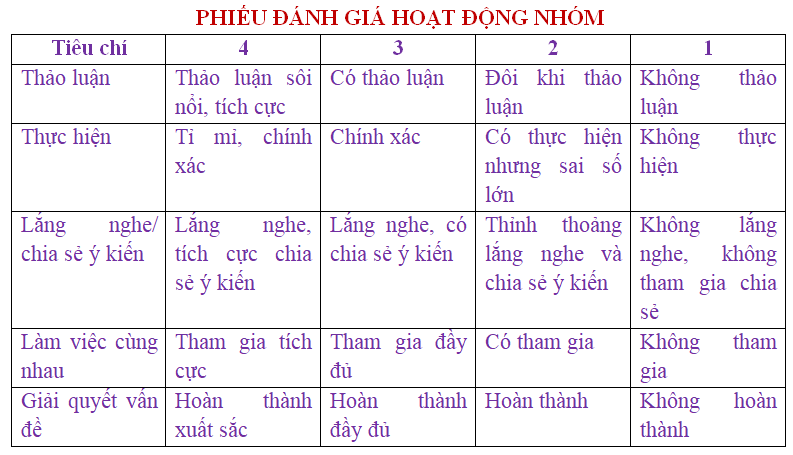 PHIẾU ĐÁNH GIÁ HOẠT ĐỘNG NHÓM
Tiêu chí 4 3 2 1
Thảo luận
Thảo luận sôi
nổi, tích cực
Có thảo luận
Đôi khi thảo
luận
Không thảo
luận
Thực hiện
Tỉ mỉ, chính
xác
Chính xác
Có thực hiện
nhưng sai số
lớn
Không thực
hiện
Lắng nghe/
chia sẻ ý kiến
Lắng nghe,
tích cực chia
sẻ ý kiến
Lắng nghe, có
chia sẻ ý kiến
Thỉnh thoảng
lắng nghe và
chia sẻ ý kiến
Không lắng
nghe, không
tham gia chia
sẻ
Làm việc cùng
nhau
Tham gia tích
cực
Tham gia đầy
đủ
Có tham gia
Không tham
gia
Giải quyết vấn
đề
Hoàn thành
xuất sắc
Hoàn thành
đầy đủ
Hoàn thành
Không hoàn
thành